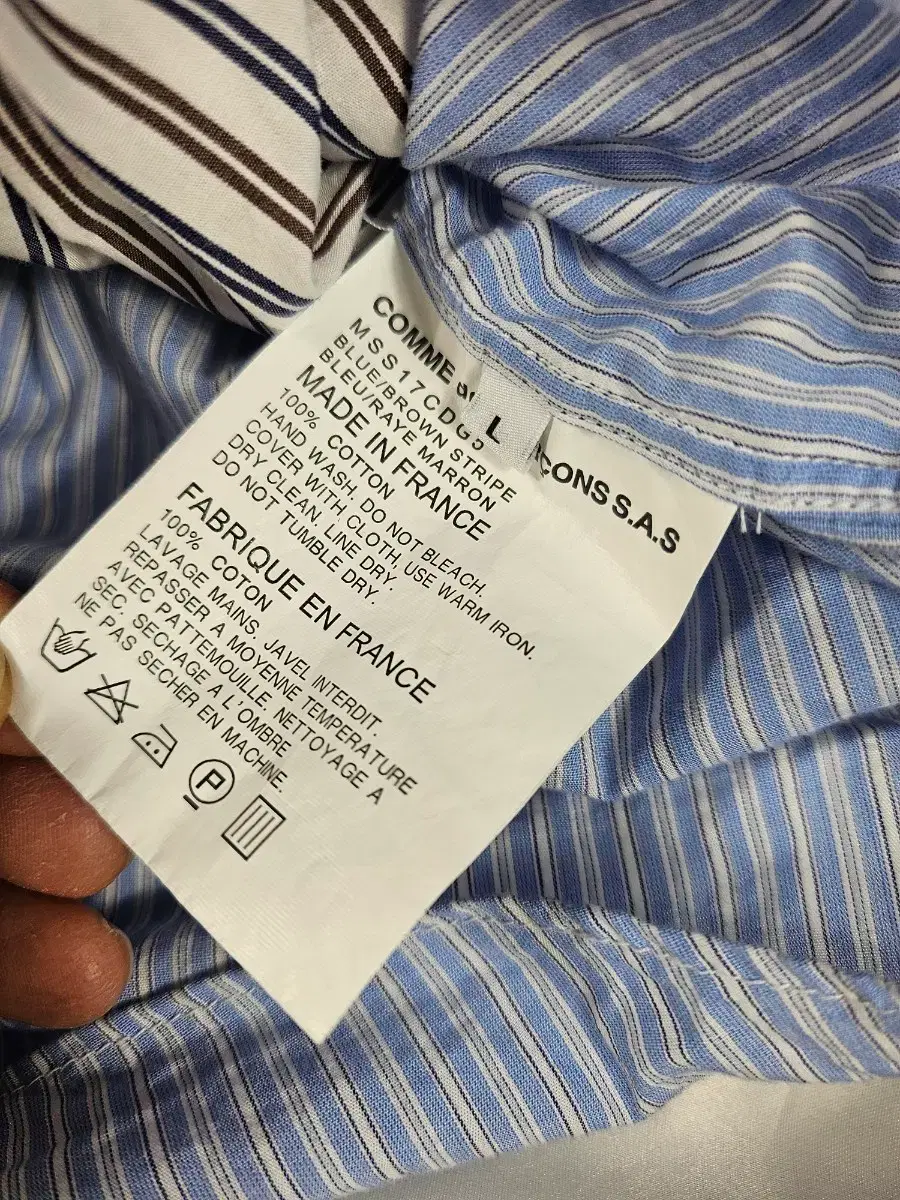 COMME CONS S.A.S
L
MSS17CDG
BLUE/BROWN STRIPE
BLEU/RAYE MARRON
MADE IN FRANCE
100% COTTON
HAND WASH, DO NOT BLEACH.
COVER WITH CLOTH, USE WARM IRON.
DRY CLEAN. LINE DRY.
DO NOT TUMBLE DRY.
FABRIQUE EN FRANCE
100% COTON
LAVAGE MAINS. JAVEL INTERDIT.
REPASSER A MOYENNE TEMPERATURE
AVEC PATTEMOUILLE. NETTOYAGE A
SEC. SECHAGE A L'OMBRE.
NE PAS SECHER EN MACHINE.
P